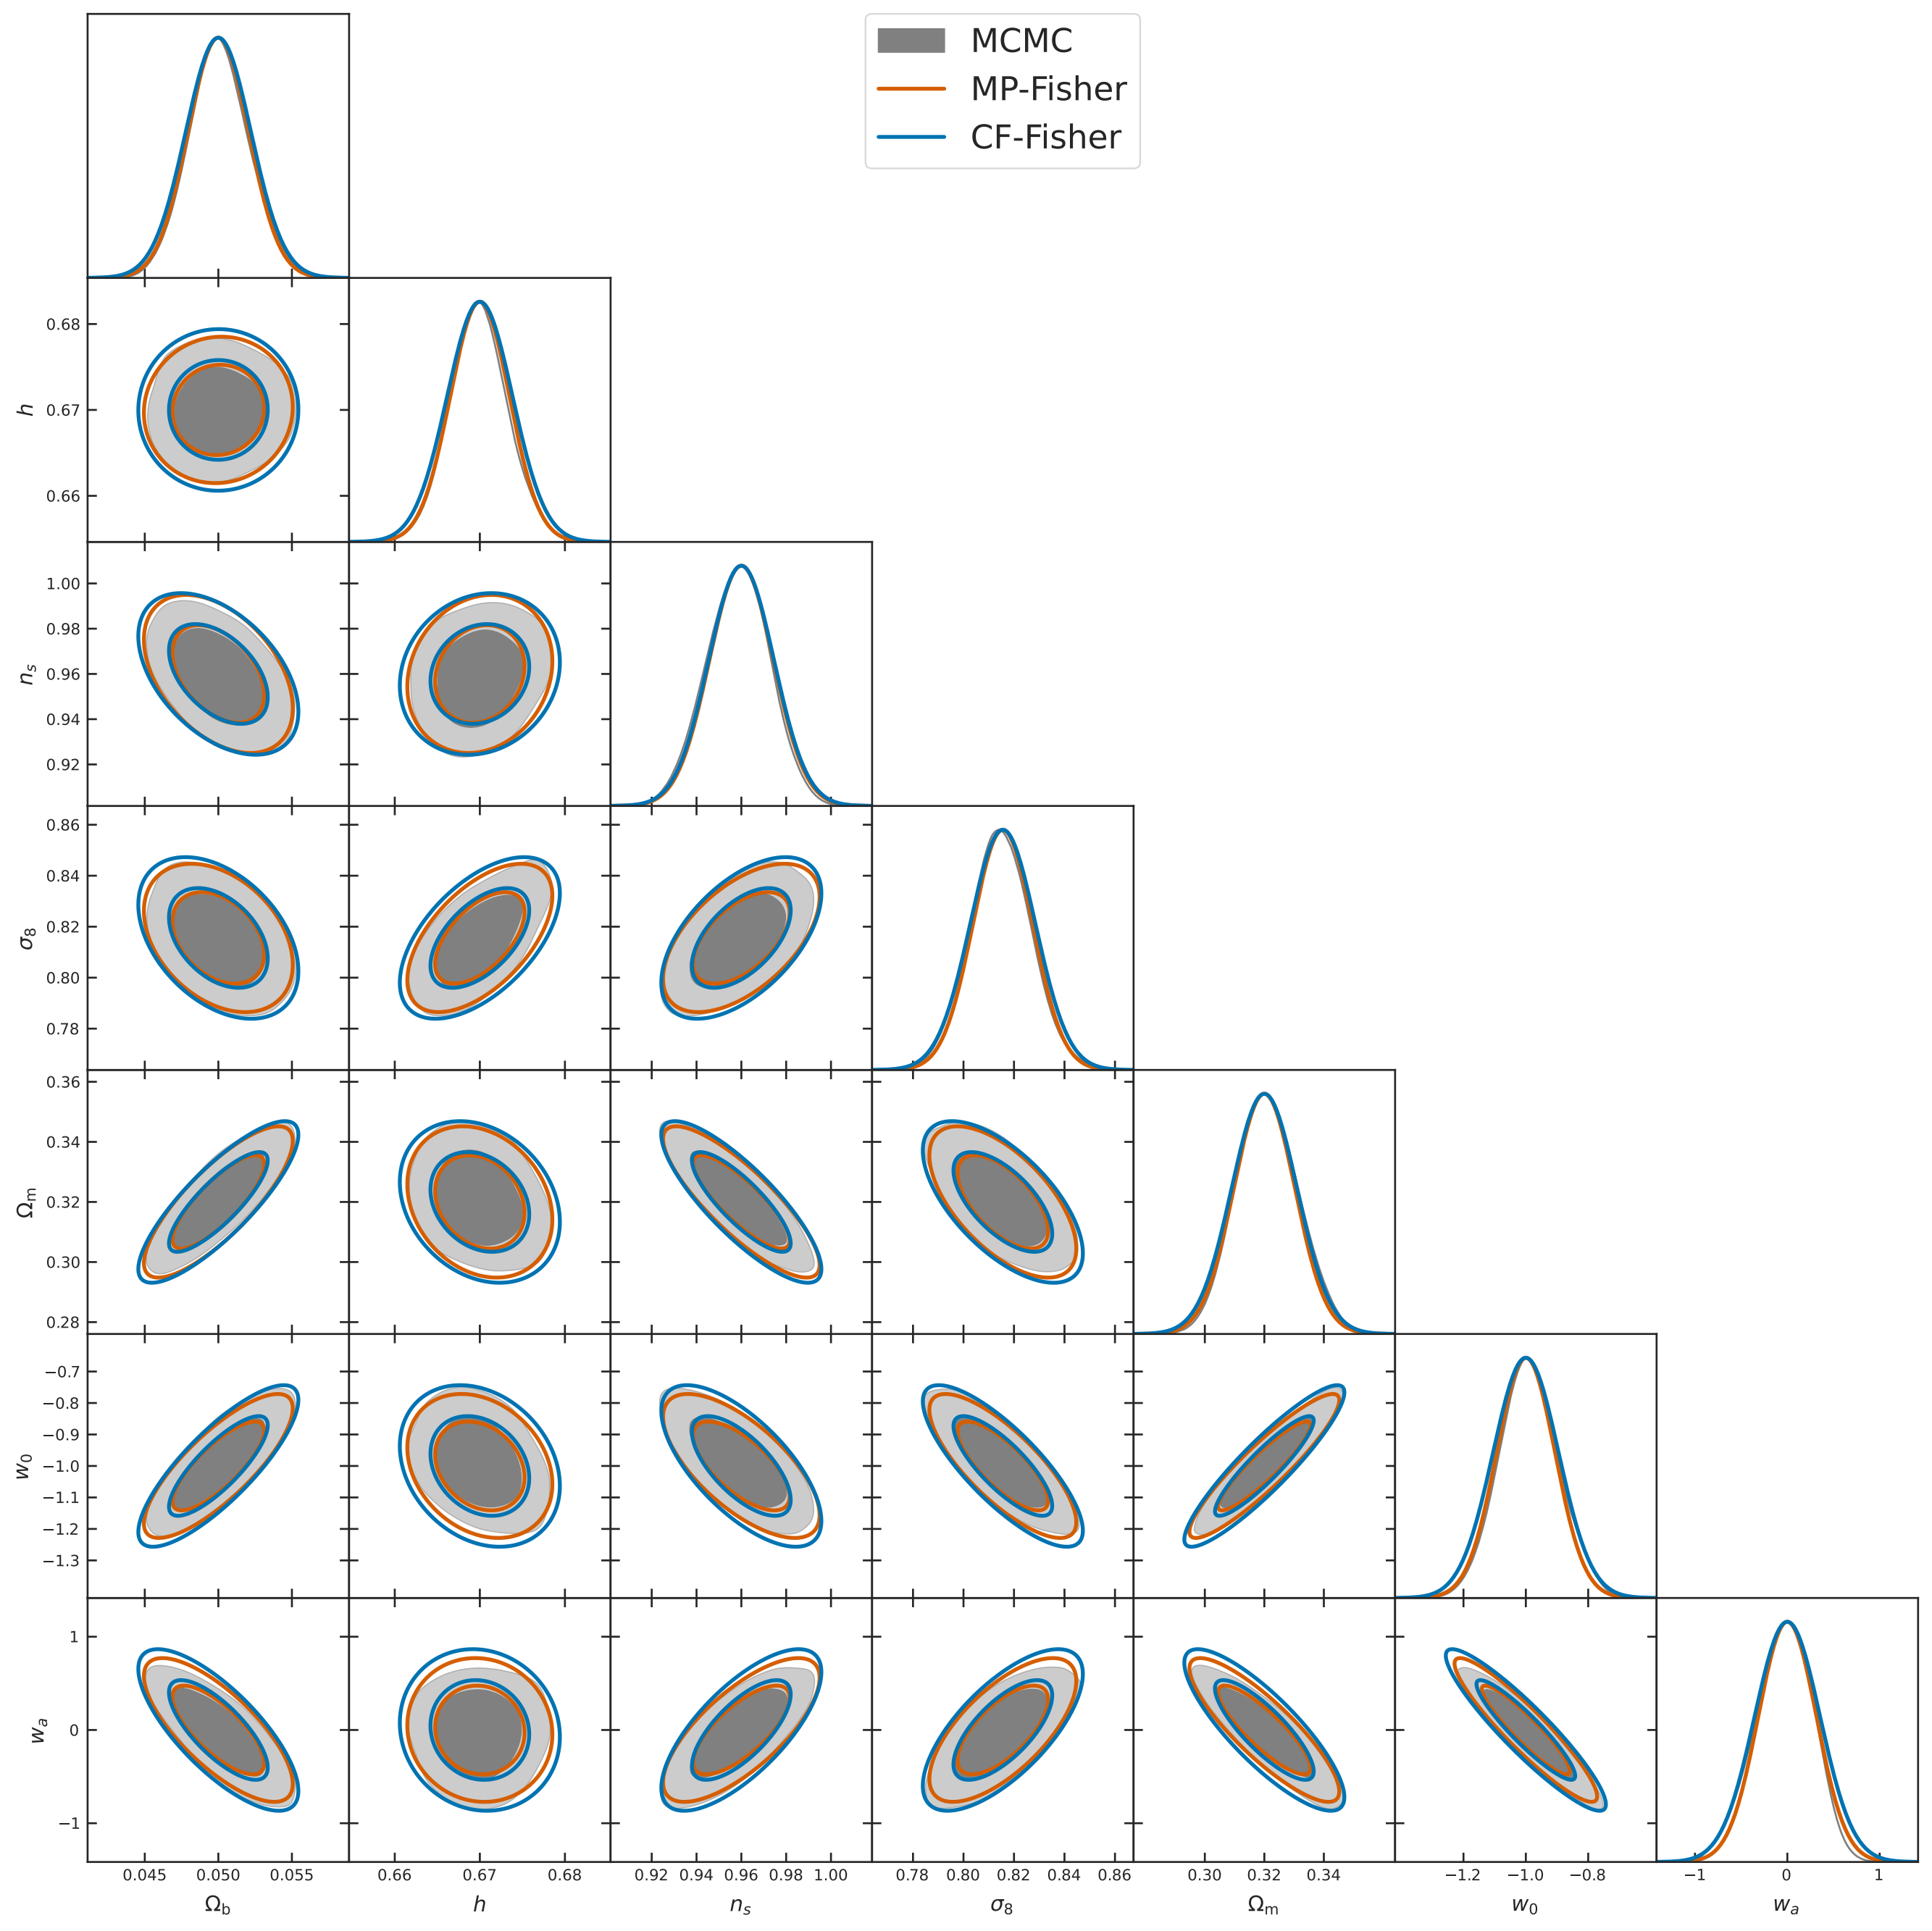 MCMC
MP-Fisher
CF-Fisher
0.68
0.67
0.66
h
1.00
0.98
0.96
0.94
0.92
n_s
0.86
0.84
0.82
0.80
0.78
σ_8
0.36
0.34
0.32
0.30
0.28
Ω_m
−0.7
−0.8
−0.9
−1.0
−1.1
−1.2
−1.3
w_0
1
0
−1
w_a
0.045 0.050 0.055 0.66 0.67 0.68 0.92 0.94 0.96 0.98 1.00 0.78 0.80 0.82 0.84 0.86 0.30 0.32 0.34 −1.2 −1.0 −0.8 −1 0 1
Ω_b h n_s σ_8 Ω_m w_0 w_a